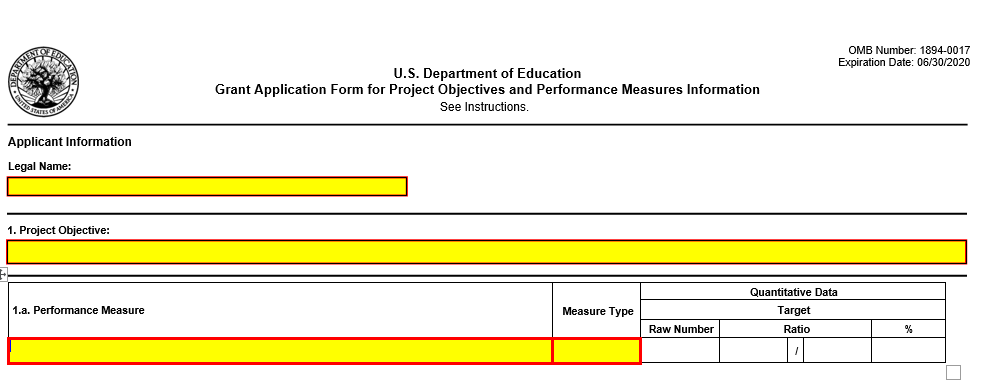 OMB Number: 1894-0017
Expiration Date: 06/30/2020
DEPARTMENT OF EDUCATION
UNITED STATES OF AMERICA
U.S. Department of Education
Grant Application Form for Project Objectives and Performance Measures Information
See Instructions.
Applicant Information
Legal Name:
1. Project Objective:
1.a. Performance Measure
Measure Type
Quantitative Data
Target
Raw Number
Ratio
%
/